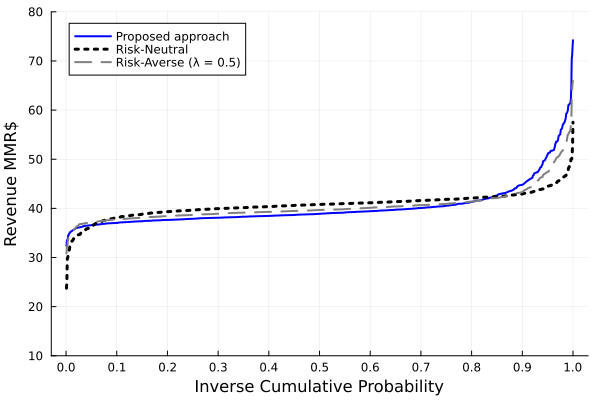 80
70
60
50
40
30
20
10
Revenue MMR$
Proposed approach
Risk-Neutral
Risk-Averse (λ = 0.5)
0.0 0.1 0.2 0.3 0.4 0.5 0.6 0.7 0.8 0.9 1.0
Inverse Cumulative Probability